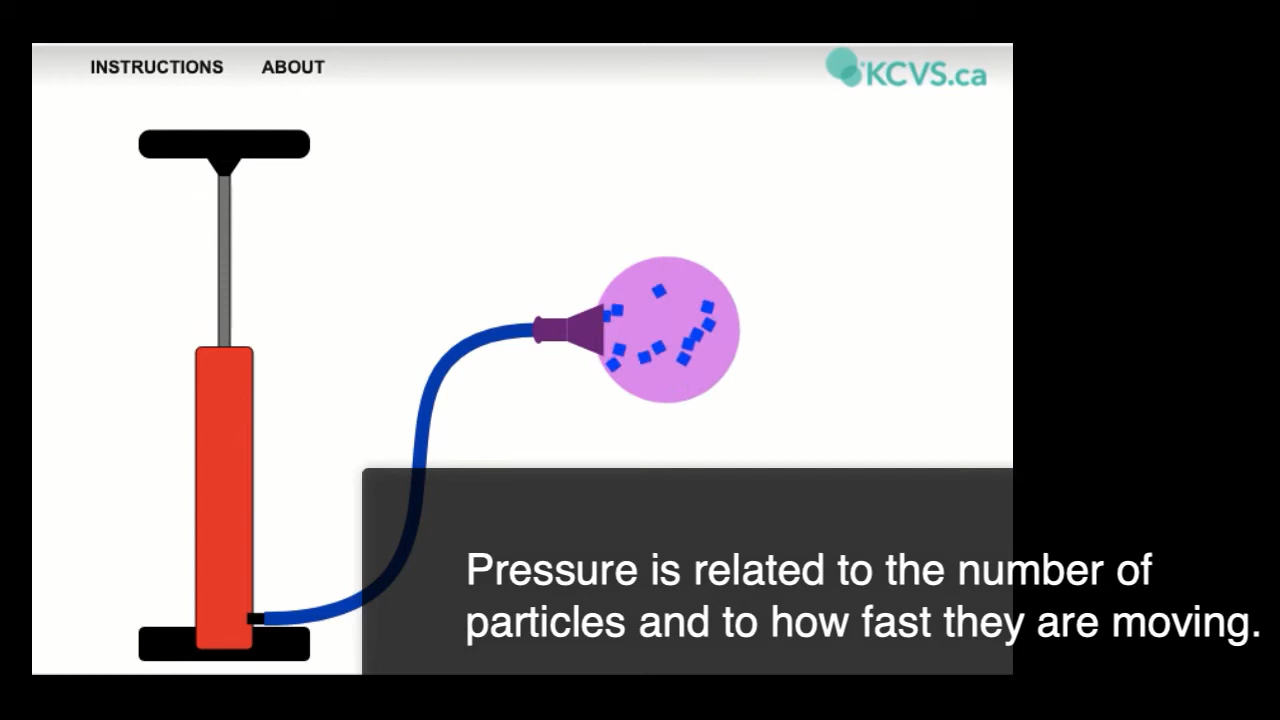 INSTRUCTIONS ABOUT
KCVS.ca
Pressure is related to the number of
particles and to how fast they are moving.